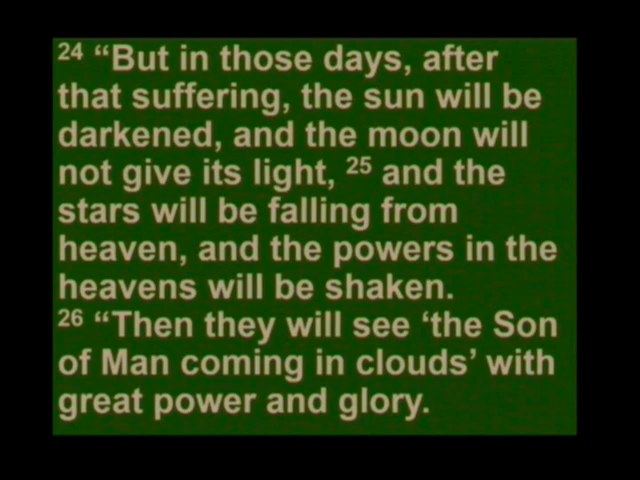 24 “But in those days, after
that suffering, the sun will be
darkened, and the moon will
not give its light, 25 and the
stars will be falling from
heaven, and the powers in the
heavens will be shaken.
26 “Then they will see ‘the Son
of Man coming in clouds’ with
great power and glory.